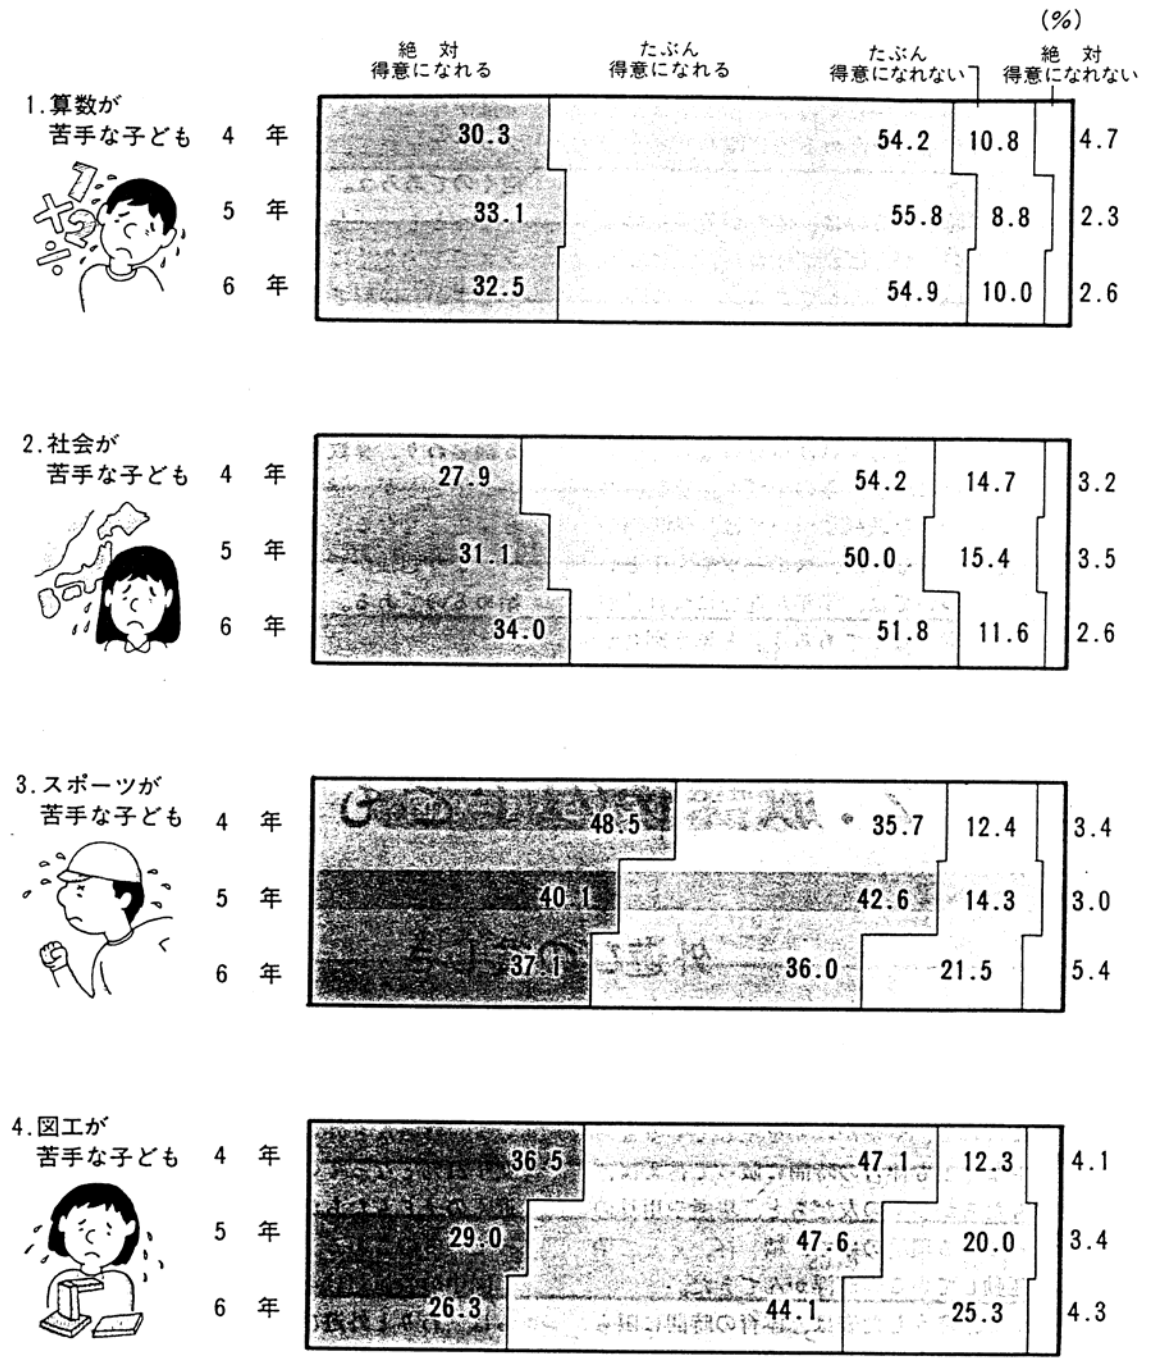 (%)
絶 対
得意になれる
たぶん
得意になれる
たぶん
得意になれない
絶 対
得意になれない
1.算数が
苦手な子ども
4 年 30.3 54.2 10.8 4.7
5 年 33.1 55.8 8.8 2.3
6 年 32.5 54.9 10.0 2.6
2.社会が
苦手な子ども
4 年 27.9 54.2 14.7 3.2
5 年 31.1 50.0 15.4 3.5
6 年 34.0 51.8 11.6 2.6
3.スポーツが
苦手な子ども
4 年 48.5 35.7 12.4 3.4
5 年 40.1 42.6 14.3 3.0
6 年 37.1 36.0 21.5 5.4
4.図工が
苦手な子ども
4 年 36.5 47.1 12.3 4.1
5 年 29.0 47.6 20.0 3.4
6 年 26.3 44.1 25.3 4.3